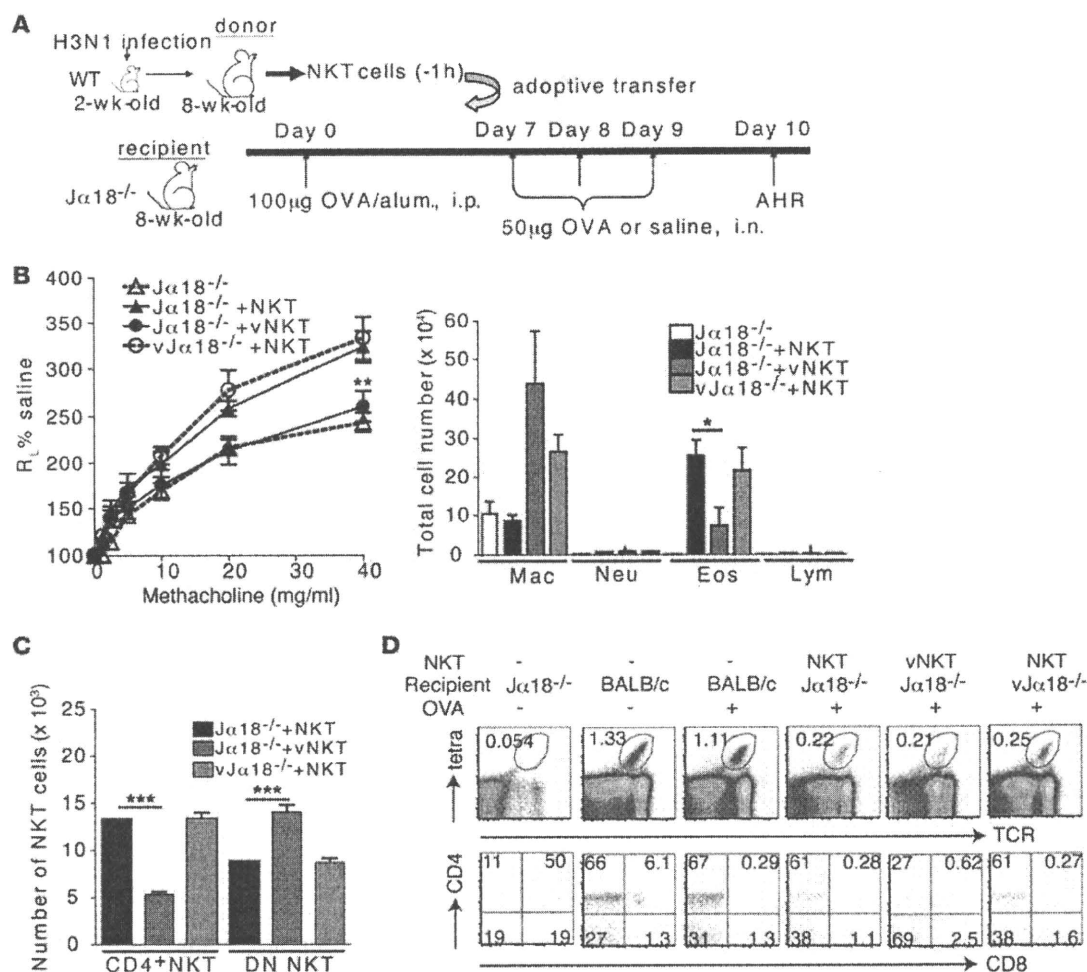 A
H3N1 infection
donor
WT
2-wk-old
8-wk-old
NKT cells (-1h)
adoptive transfer
recipient
Jα18-/-
8-wk-old
Day 0
Day 7
Day 8
Day 9
Day 10
100μg OVA/alum., i.p.
50μg OVA or saline, i.n.
AHR
B
RL% saline
400
350
300
250
200
150
100
Jα18-/-
Jα18-/- +NKT
Jα18-/- +vNKT
vJα18-/- +NKT
**
0
10
20
30
40
Methacholine (mg/ml)
Total cell number (x 10⁴)
60
50
40
30
20
10
0
Jα18-/-
Jα18-/-+NKT
Jα18-/-+vNKT
vJα18-/-+NKT
*
Mac
Neu
Eos
Lym
C
Number of NKT cells (x 10³)
25
20
15
10
5
0
Jα18-/-+NKT
Jα18-/-+vNKT
vJα18-/-+NKT
***
***
CD4+NKT
DN NKT
D
NKT - - - NKT vNKT NKT
Recipient Jα18-/- BALB/c BALB/c Jα18-/- Jα18-/- vJα18-/-
OVA - - + + + +
tetra
0.054 1.33 1.11 0.22 0.21 0.25
TCR
CD4
11 50 66 6.1 67 0.29 61 0.28 27 0.62 61 0.27
19 19 27 1.3 31 1.3 38 1.1 69 2.5 38 1.6
CD8